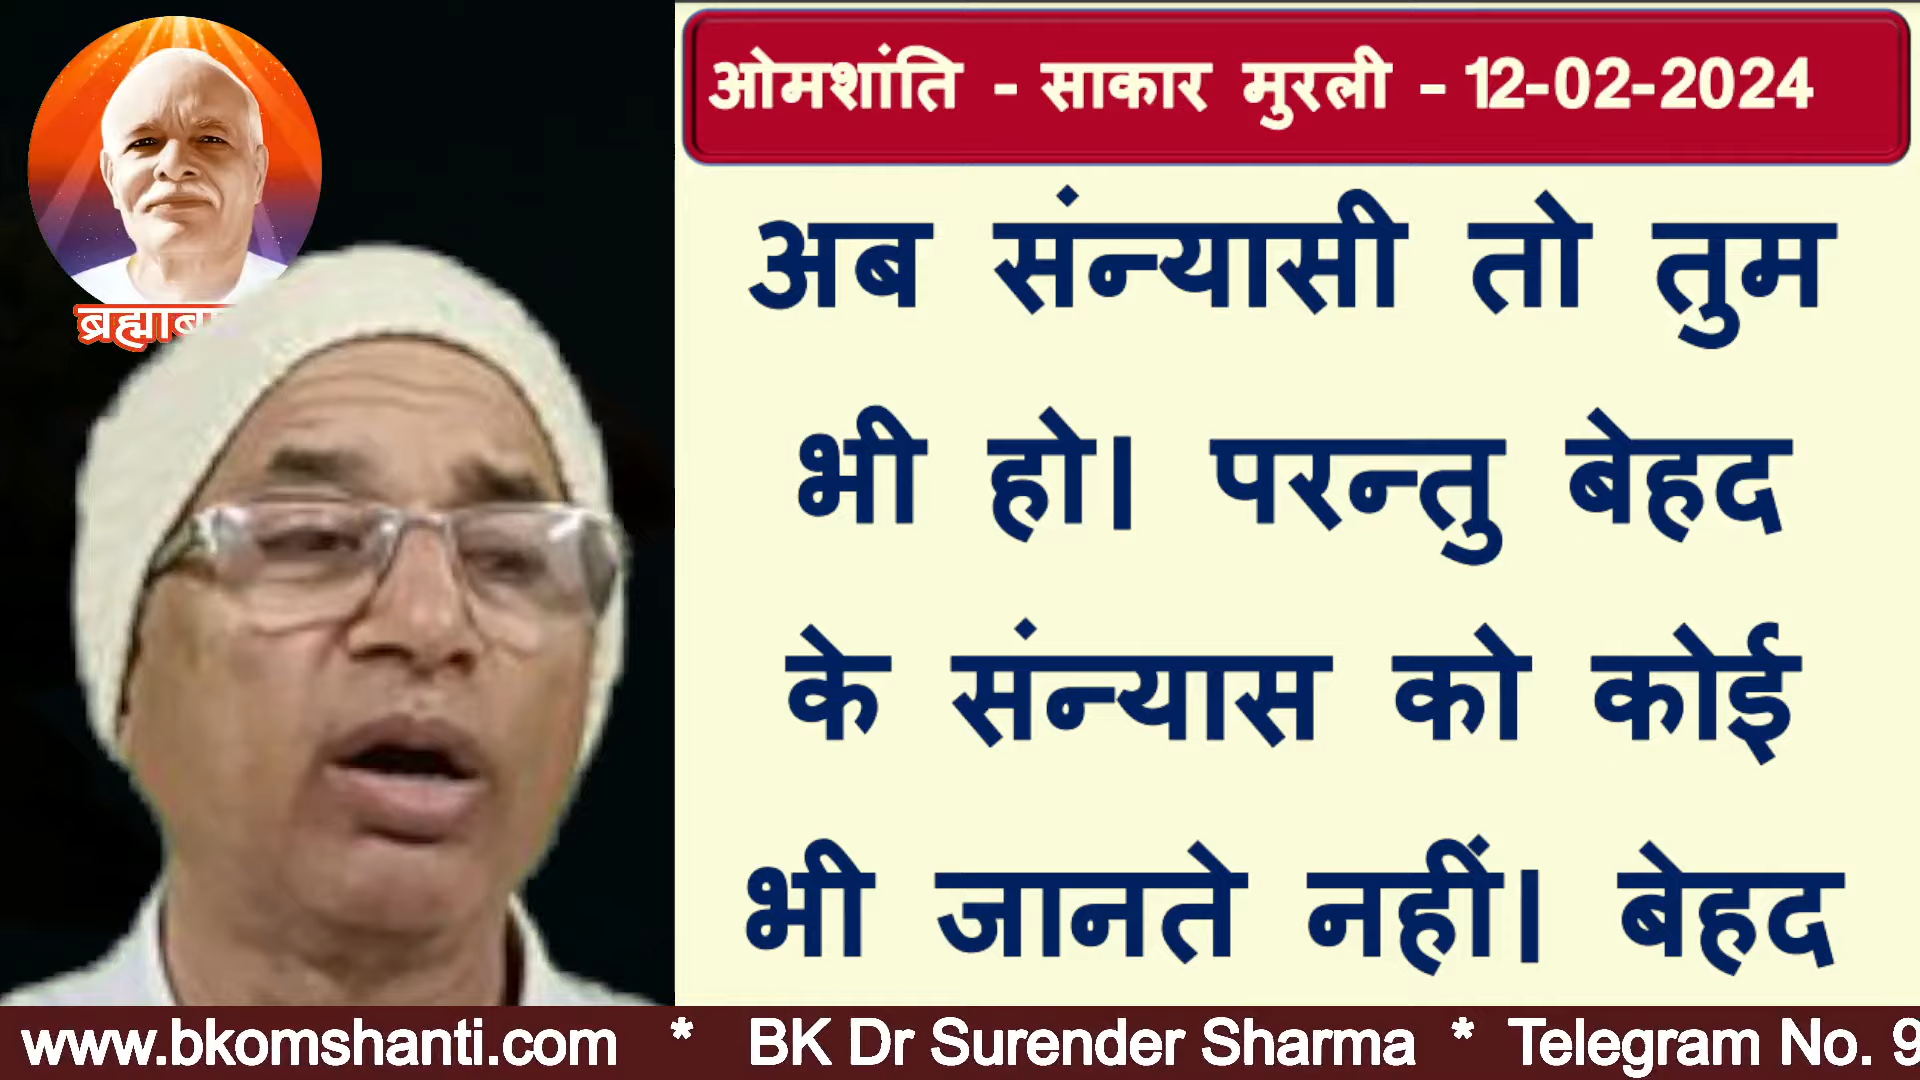 ओमशांति - साकार मुरली - 12-02-2024
अब संन्यासी तो तुम
भी हो। परन्तु बेहद
के संन्यास को कोई
भी जानते नहीं। बेहद
www.bkomshanti.com * BK Dr Surender Sharma * Telegram No. 9